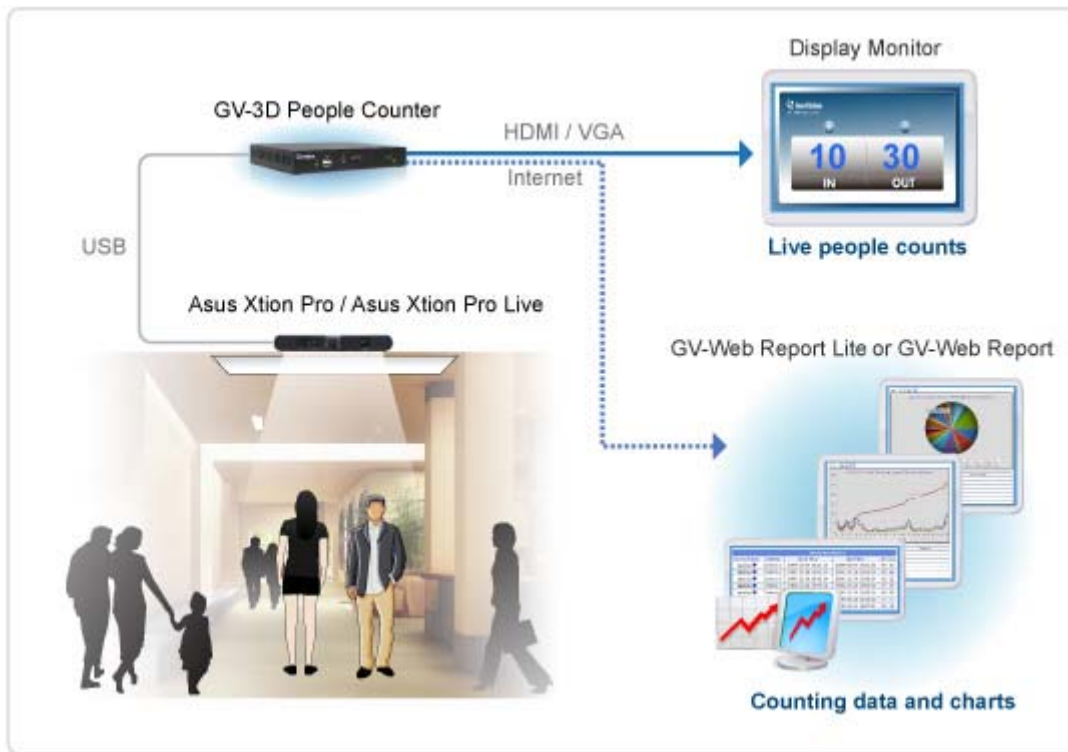 Display Monitor
GV-3D People Counter
HDMI / VGA
Internet
10 30
IN OUT
USB
Live people counts
Asus Xtion Pro / Asus Xtion Pro Live
GV-Web Report Lite or GV-Web Report
Counting data and charts